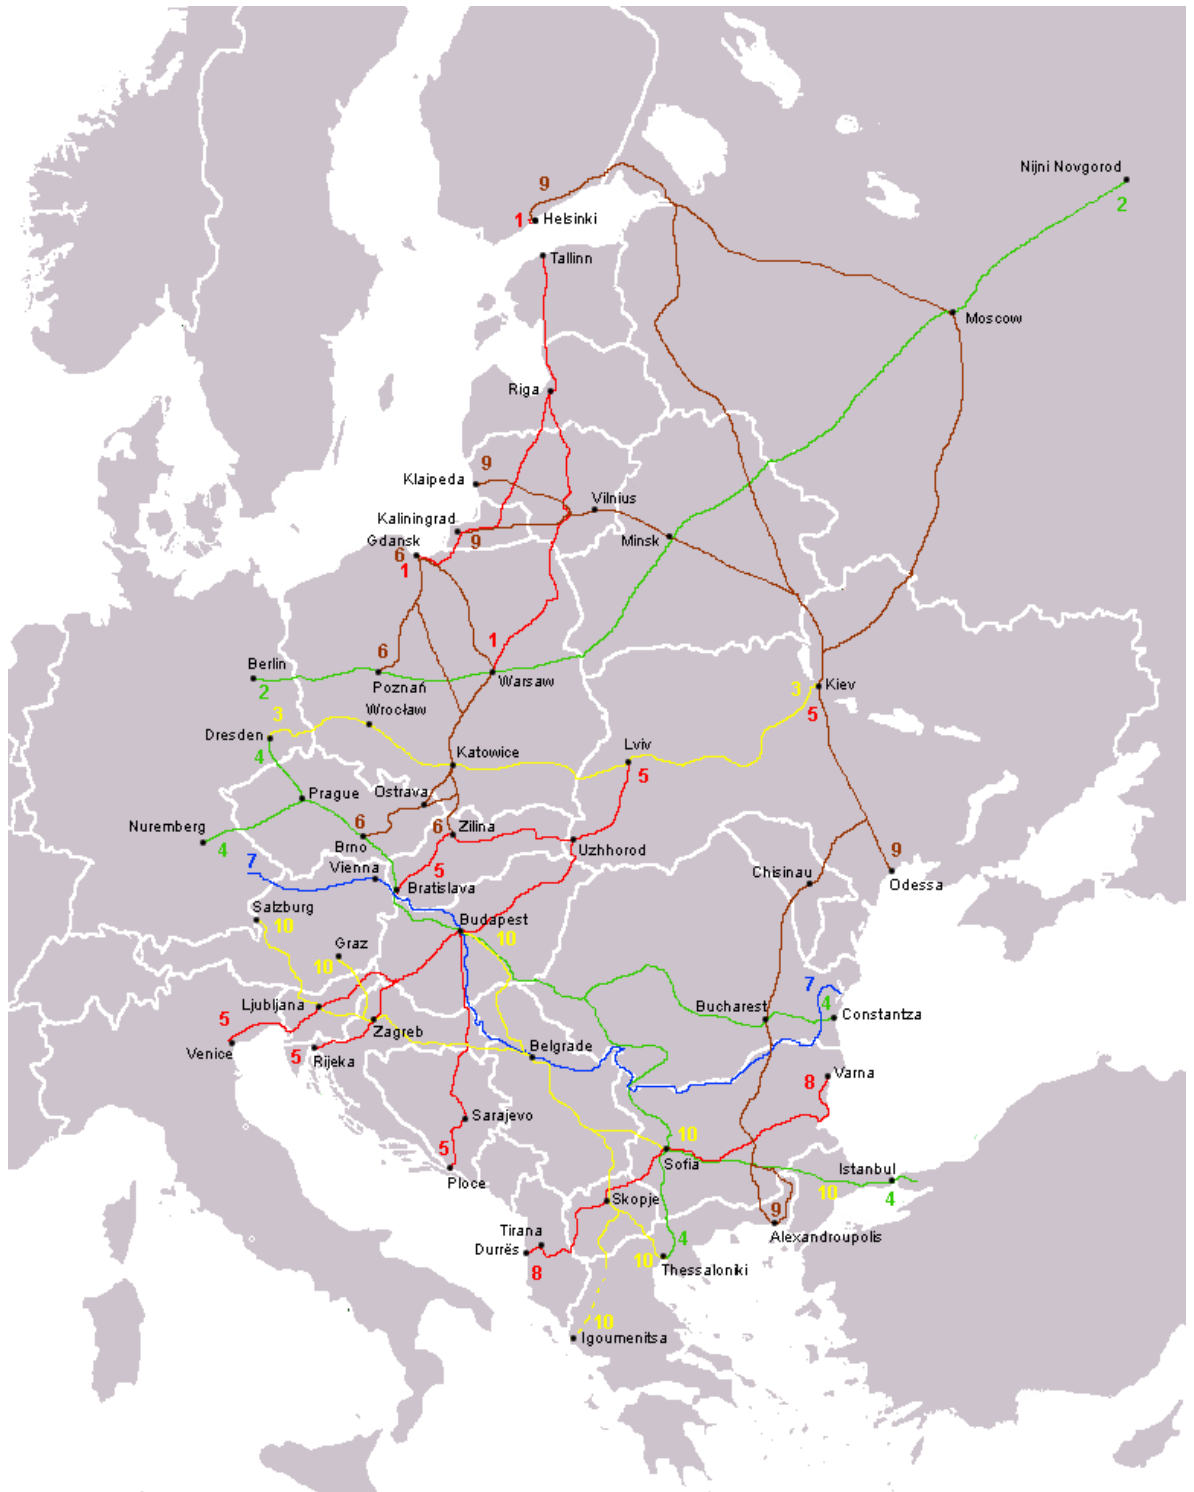 Nijni Novgorod
2
9
1
Helsinki
Tallinn
Moscow
Riga
9
Klaipeda
Vilnius
Kaliningrad
9
Gdansk
Minsk
6
1
6
1
Berlin
2
Poznań
Warsaw
3
Kiev
5
3
Wrocław
Dresden
4
Lviv
5
Katowice
Prague
Ostrava
Nuremberg
4
6
Brno
6
Zilina
Uzhhorod
9
Odessa
7
Vienna
5
Bratislava
Chisinau
Salzburg
10
Budapest
10
Graz
10
7
Ljubljana
Bucharest
4
Constantza
5
Venice
Zagreb
5
Rijeka
Belgrade
8
Varna
Sarajevo
5
Ploce
10
Sofia
Istanbul
10
4
Skopje
9
Alexandroupolis
Tirana
Durrës
8
4
10
Thessaloniki
10
Igoumenitsa